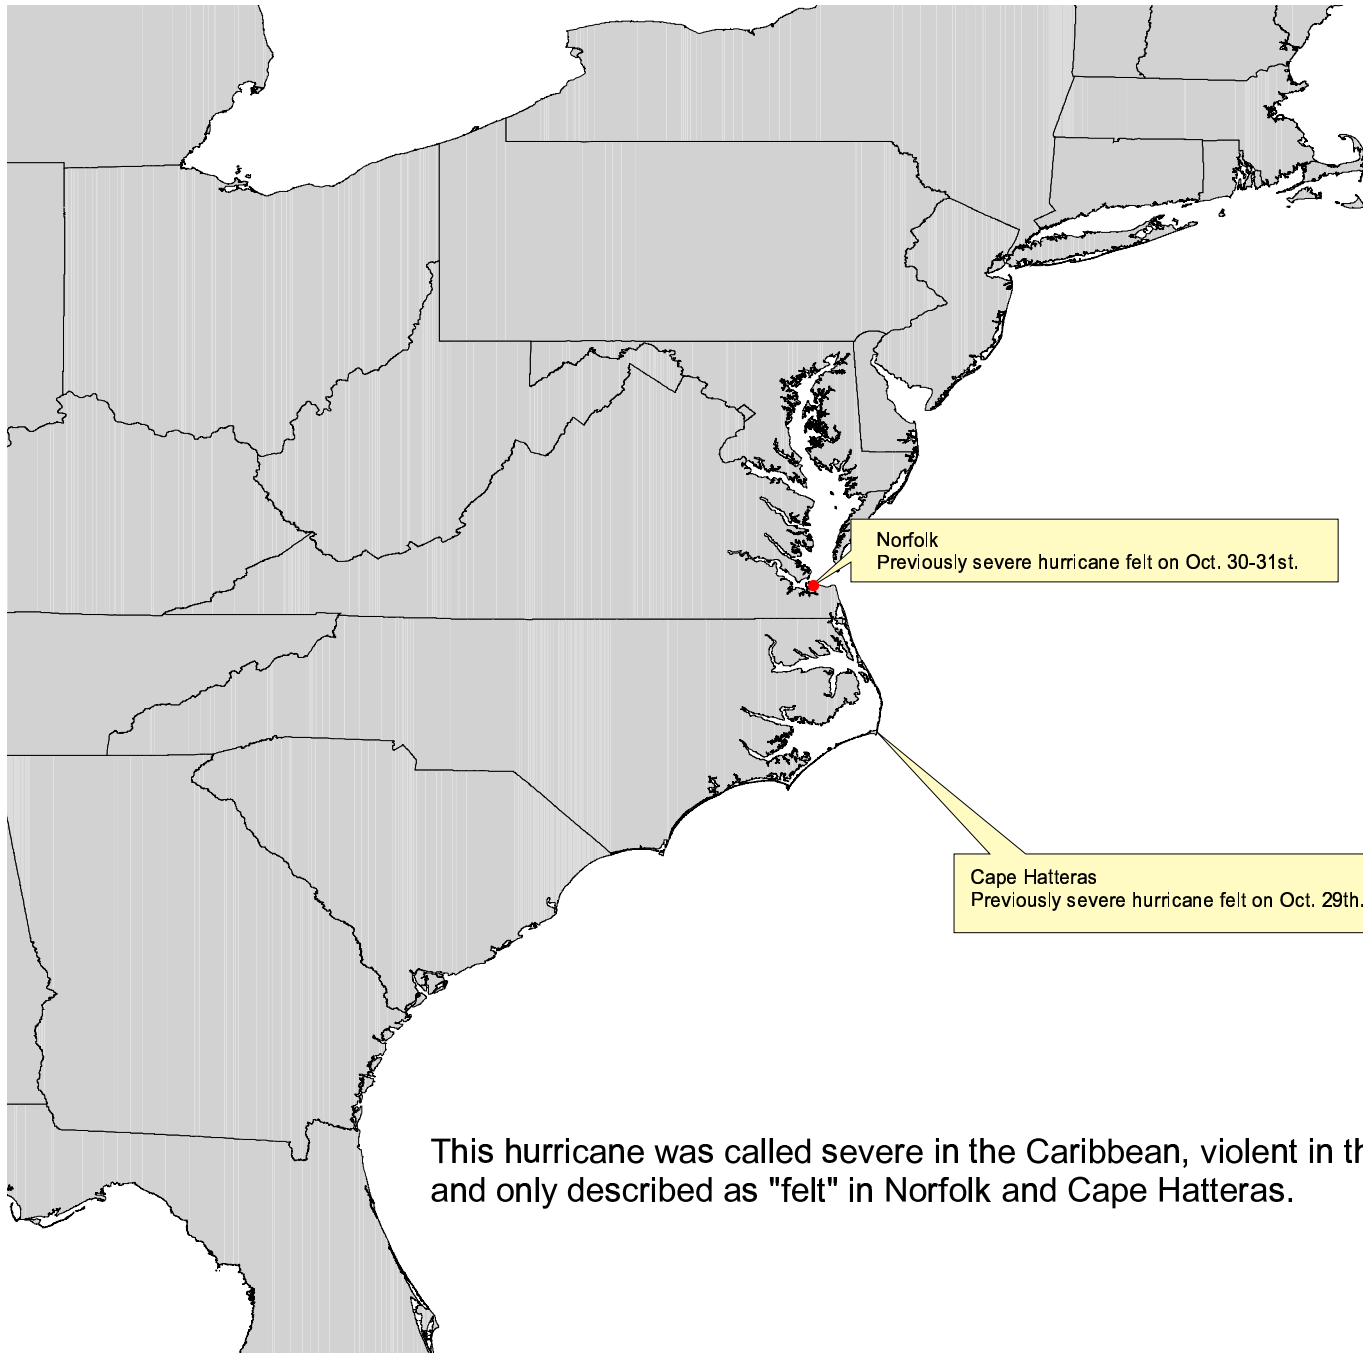 Norfolk
Previously severe hurricane felt on Oct. 30-31st.
Cape Hatteras
Previously severe hurricane felt on Oct. 29th.
This hurricane was called severe in the Caribbean, violent in
and only described as "felt" in Norfolk and Cape Hatteras.